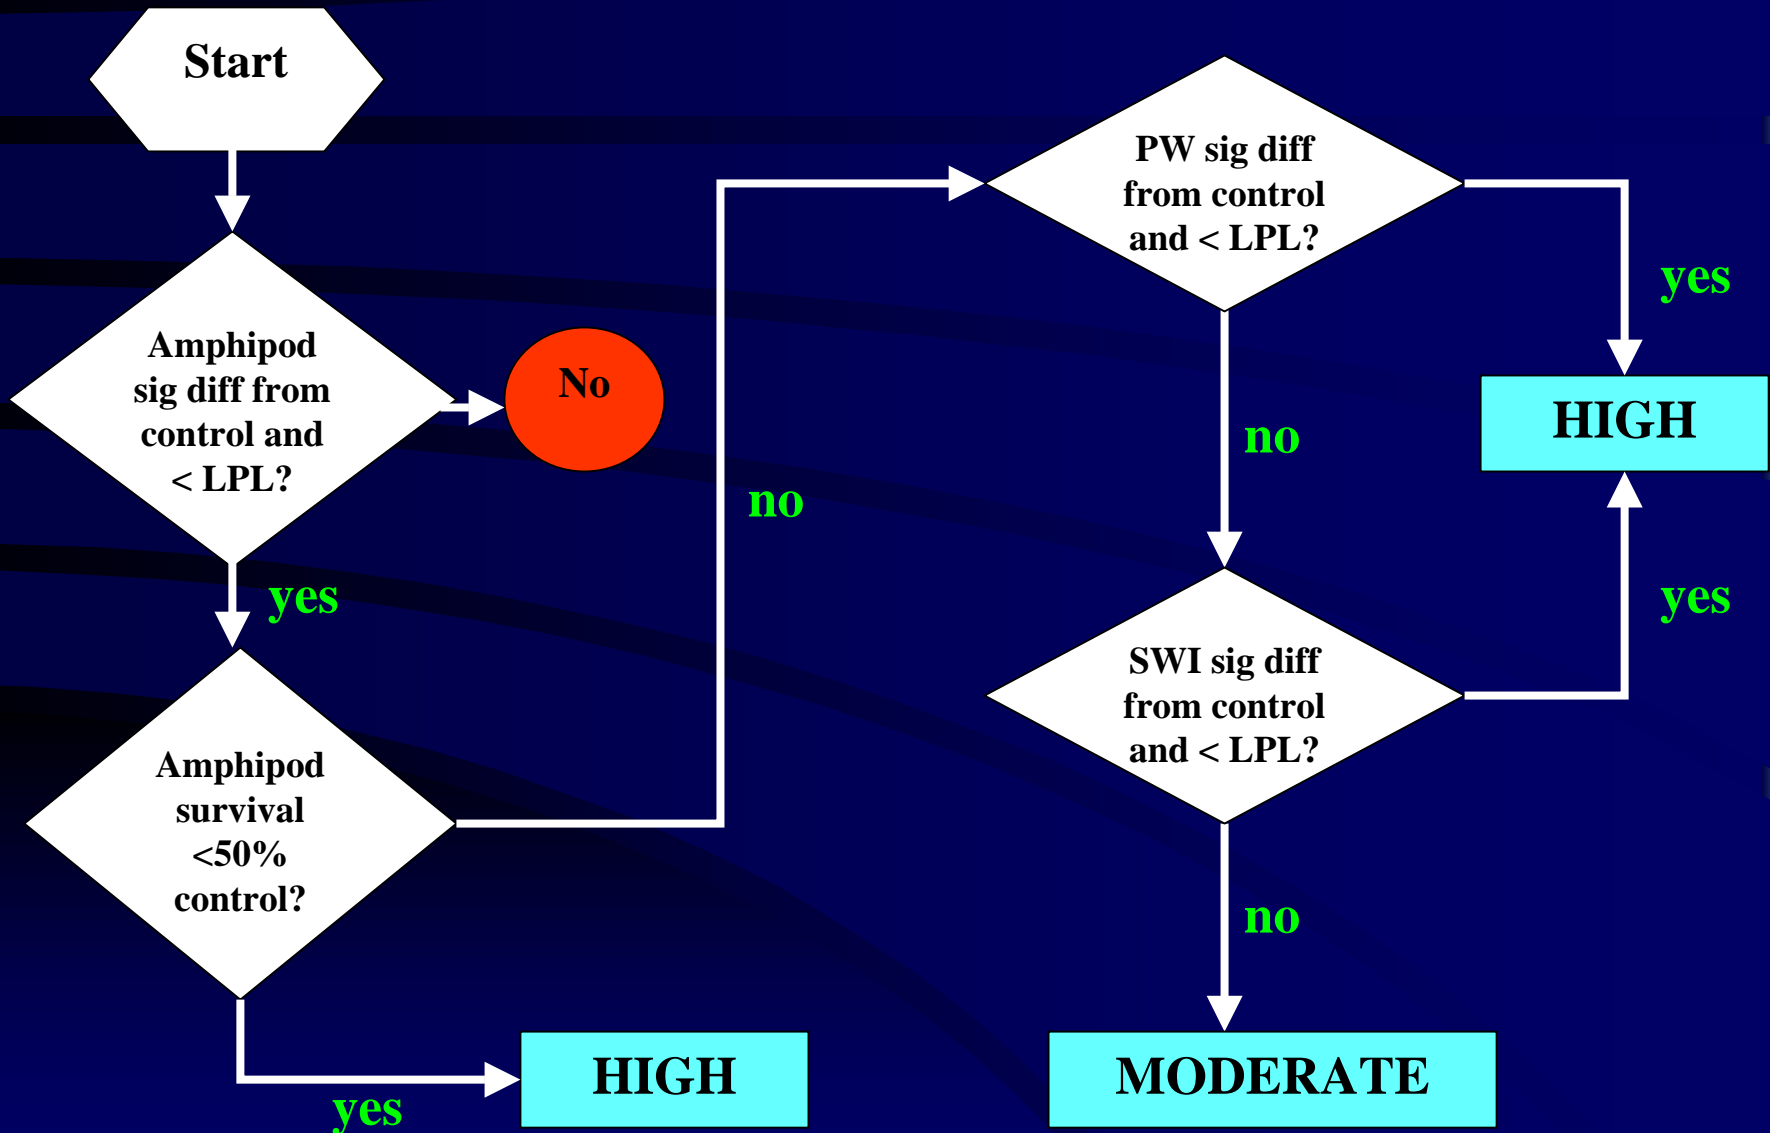 Start
Amphipod
sig diff from
control and
< LPL?
No
yes
Amphipod
survival
<50%
control?
yes
HIGH
no
PW sig diff
from control
and < LPL?
yes
HIGH
no
SWI sig diff
from control
and < LPL?
yes
no
MODERATE